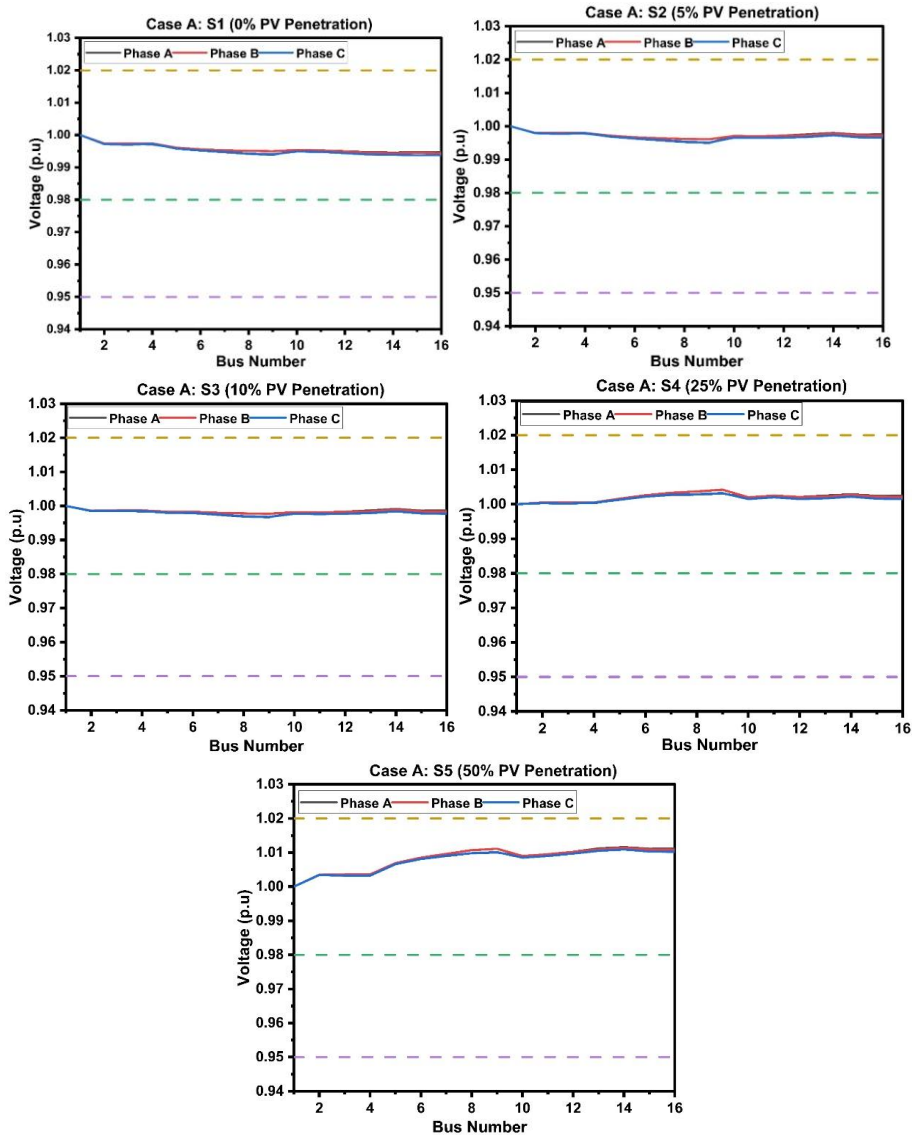 Case A: S1 (0% PV Penetration)
1.03
Phase A Phase B Phase C
1.02
1.01
1.00
0.99
0.98
0.97
0.96
0.95
0.94
Voltage (p.u)
2 4 6 8 10 12 14 16
Bus Number
Case A: S2 (5% PV Penetration)
1.03
Phase A Phase B Phase C
1.02
1.01
1.00
0.99
0.98
0.97
0.96
0.95
0.94
Voltage (p.u)
2 4 6 8 10 12 14 16
Bus Number
Case A: S3 (10% PV Penetration)
1.03
Phase A Phase B Phase C
1.02
1.01
1.00
0.99
0.98
0.97
0.96
0.95
0.94
Voltage (p.u)
2 4 6 8 10 12 14 16
Bus Number
Case A: S4 (25% PV Penetration)
1.03
Phase A Phase B Phase C
1.02
1.01
1.00
0.99
0.98
0.97
0.96
0.95
0.94
Voltage (p.u)
2 4 6 8 10 12 14 16
Bus Number
Case A: S5 (50% PV Penetration)
1.03
Phase A Phase B Phase C
1.02
1.01
1.00
0.99
0.98
0.97
0.96
0.95
0.94
Voltage (p.u)
2 4 6 8 10 12 14 16
Bus Number